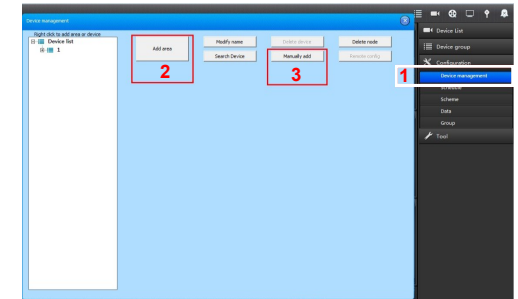 Device management
Right click to add area or device
Device list
1
Add area
Modify name
Delete device
Delete node
Search Device
Manually add
Remote config
2
3
1
Device List
Device group
Configuration
Device management
Schedule
Scheme
Data
Group
Tool